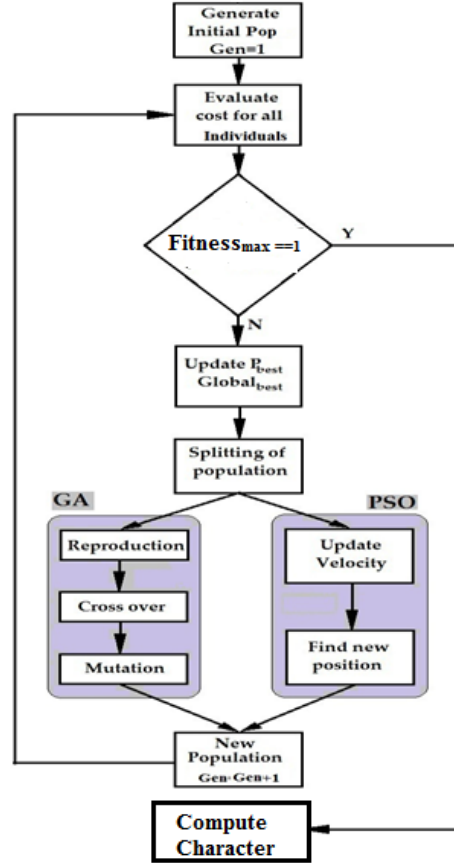 Generate
Initial Pop
Gen=1
Evaluate
cost for all
Individuals
Fitnessmax ==1
Y
N
Update Pbest
Globalbest
Splitting of
population
GA
PSO
Reproduction
Cross over
Mutation
Update
Velocity
Find new
position
New
Population
Gen=Gen+1
Compute
Character